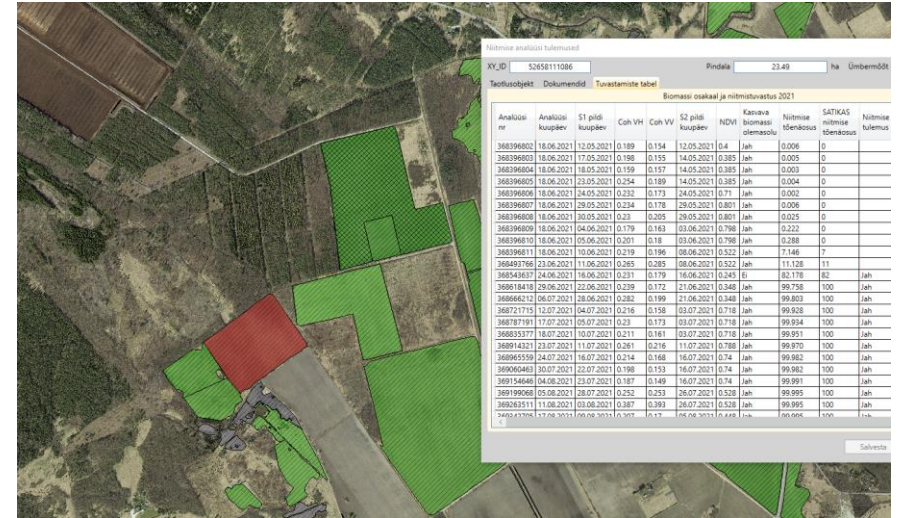 Niitmise analüüsi tulemused
XY_ID 52658111086 Pindala 23.49 ha Ümbermõõt
Taotlusobjekt Dokumendid Tuvastamiste tabel
Biomassi osakaal ja niitmistuvastus 2021
Analüüsi nr Analüüsi kuupäev S1 pildi kuupäev Coh VH Coh VV S2 pildi kuupäev NDVI Kasvava biomassi olemasolu Niitmise tõenäosus SATIKAS niitmise tõenäosus Niitmise tulemus
368396802 18.06.2021 12.05.2021 0.189 0.154 12.05.2021 0.4 Jah 0.006 0
368396803 18.06.2021 17.05.2021 0.198 0.155 14.05.2021 0.385 Jah 0.005 0
368396804 18.06.2021 18.05.2021 0.159 0.157 14.05.2021 0.385 Jah 0.003 0
368396805 18.06.2021 23.05.2021 0.254 0.189 14.05.2021 0.385 Jah 0.004 0
368396806 18.06.2021 24.05.2021 0.232 0.173 24.05.2021 0.71 Jah 0.002 0
368396807 18.06.2021 29.05.2021 0.234 0.178 29.05.2021 0.801 Jah 0.006 0
368396808 18.06.2021 30.05.2021 0.23 0.205 29.05.2021 0.801 Jah 0.025 0
368396809 18.06.2021 04.06.2021 0.179 0.163 03.06.2021 0.798 Jah 0.222 0
368396810 18.06.2021 05.06.2021 0.201 0.18 03.06.2021 0.798 Jah 0.288 0
368396811 18.06.2021 10.06.2021 0.219 0.196 08.06.2021 0.522 Jah 7.146 7
368493766 23.06.2021 11.06.2021 0.265 0.285 08.06.2021 0.522 Jah 11.128 11
368543637 24.06.2021 16.06.2021 0.231 0.179 16.06.2021 0.245 Ei 82.178 82 Jah
368618418 29.06.2021 22.06.2021 0.239 0.172 21.06.2021 0.348 Jah 99.758 100 Jah
368666212 06.07.2021 28.06.2021 0.282 0.199 21.06.2021 0.348 Jah 99.803 100 Jah
368721715 12.07.2021 04.07.2021 0.216 0.158 03.07.2021 0.718 Jah 99.928 100 Jah
368787191 17.07.2021 05.07.2021 0.23 0.173 03.07.2021 0.718 Jah 99.934 100 Jah
368835377 18.07.2021 10.07.2021 0.211 0.161 03.07.2021 0.718 Jah 99.951 100 Jah
368914321 23.07.2021 11.07.2021 0.261 0.216 11.07.2021 0.788 Jah 99.970 100 Jah
368965559 24.07.2021 16.07.2021 0.214 0.168 16.07.2021 0.74 Jah 99.982 100 Jah
369060463 30.07.2021 22.07.2021 0.198 0.153 16.07.2021 0.74 Jah 99.982 100 Jah
369154646 04.08.2021 23.07.2021 0.187 0.149 16.07.2021 0.74 Jah 99.991 100 Jah
369199068 05.08.2021 28.07.2021 0.252 0.253 26.07.2021 0.528 Jah 99.995 100 Jah
369263511 11.08.2021 03.08.2021 0.387 0.393 26.07.2021 0.528 Jah 99.995 100 Jah
Salvesta